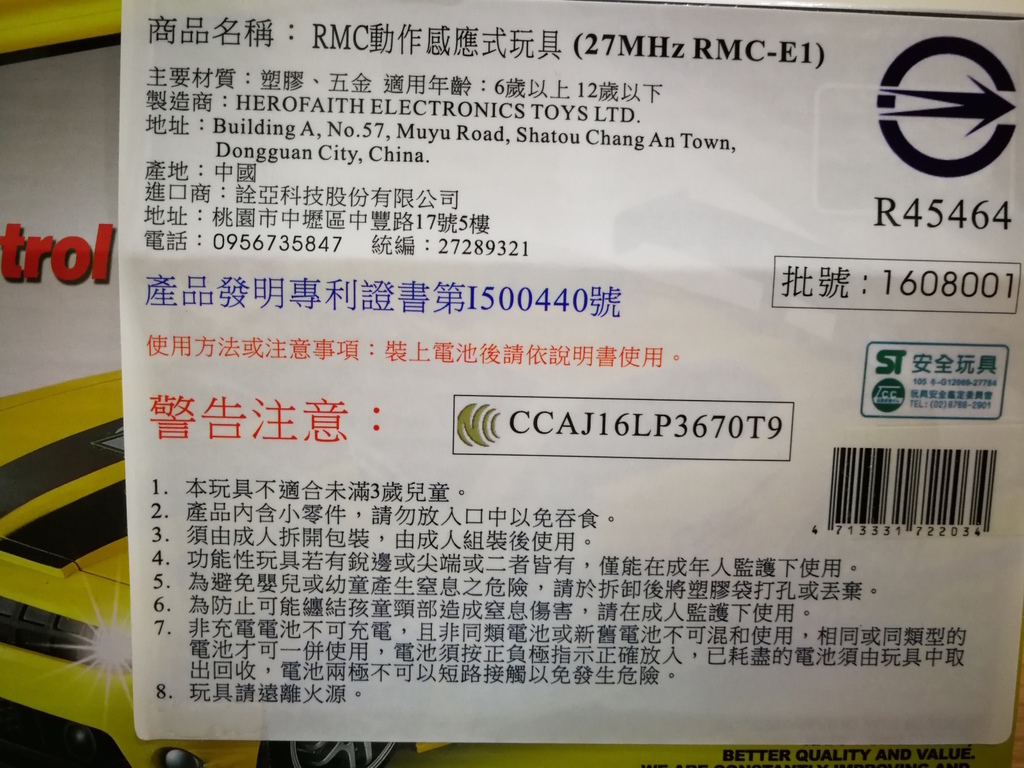 商品名稱：RMC動作感應式玩具 (27MHz RMC-E1)
主要材質：塑膠、五金 適用年齡：6歲以上 12歲以下
製造商：HEROFAITH ELECTRONICS TOYS LTD.
地址：Building A, No.57, Muyu Road, Shatou Chang An Town,
Dongguan City, China.
產地：中國
進口商：詮亞科技股份有限公司
地址：桃園市中壢區中豐路17號5樓
電話：0956735847 統編：27289321
R45464
trol
產品發明專利證書第I500440號
批號：1608001
使用方法或注意事項：裝上電池後請依說明書使用。
ST 安全玩具
玩具安全鑑定委員會
警告注意：
CCAJ16LP3670T9
4 713331 722034
1. 本玩具不適合未滿3歲兒童。
2. 產品內含小零件，請勿放入口中以免吞食。
3. 須由成人拆開包裝，由成人組裝後使用。
4. 功能性玩具若有銳邊或尖端或二者皆有，僅能在成年人監護下使用。
5. 為避免嬰兒或幼童產生窒息之危險，請於拆卸後將塑膠袋打孔或丟棄。
6. 為防止可能纏結孩童頸部造成窒息傷害，請在成人監護下使用。
7. 非充電電池不可充電，且非同類電池或新舊電池不可混和使用，相同或同類型的
電池才可一併使用，電池須按正負極指示正確放入，已耗盡的電池須由玩具中取
出回收，電池兩極不可以短路接觸以免發生危險。
8. 玩具請遠離火源。
BETTER QUALITY AND VALUE.
WE ARE CONSTANTLY IMPROVING AND